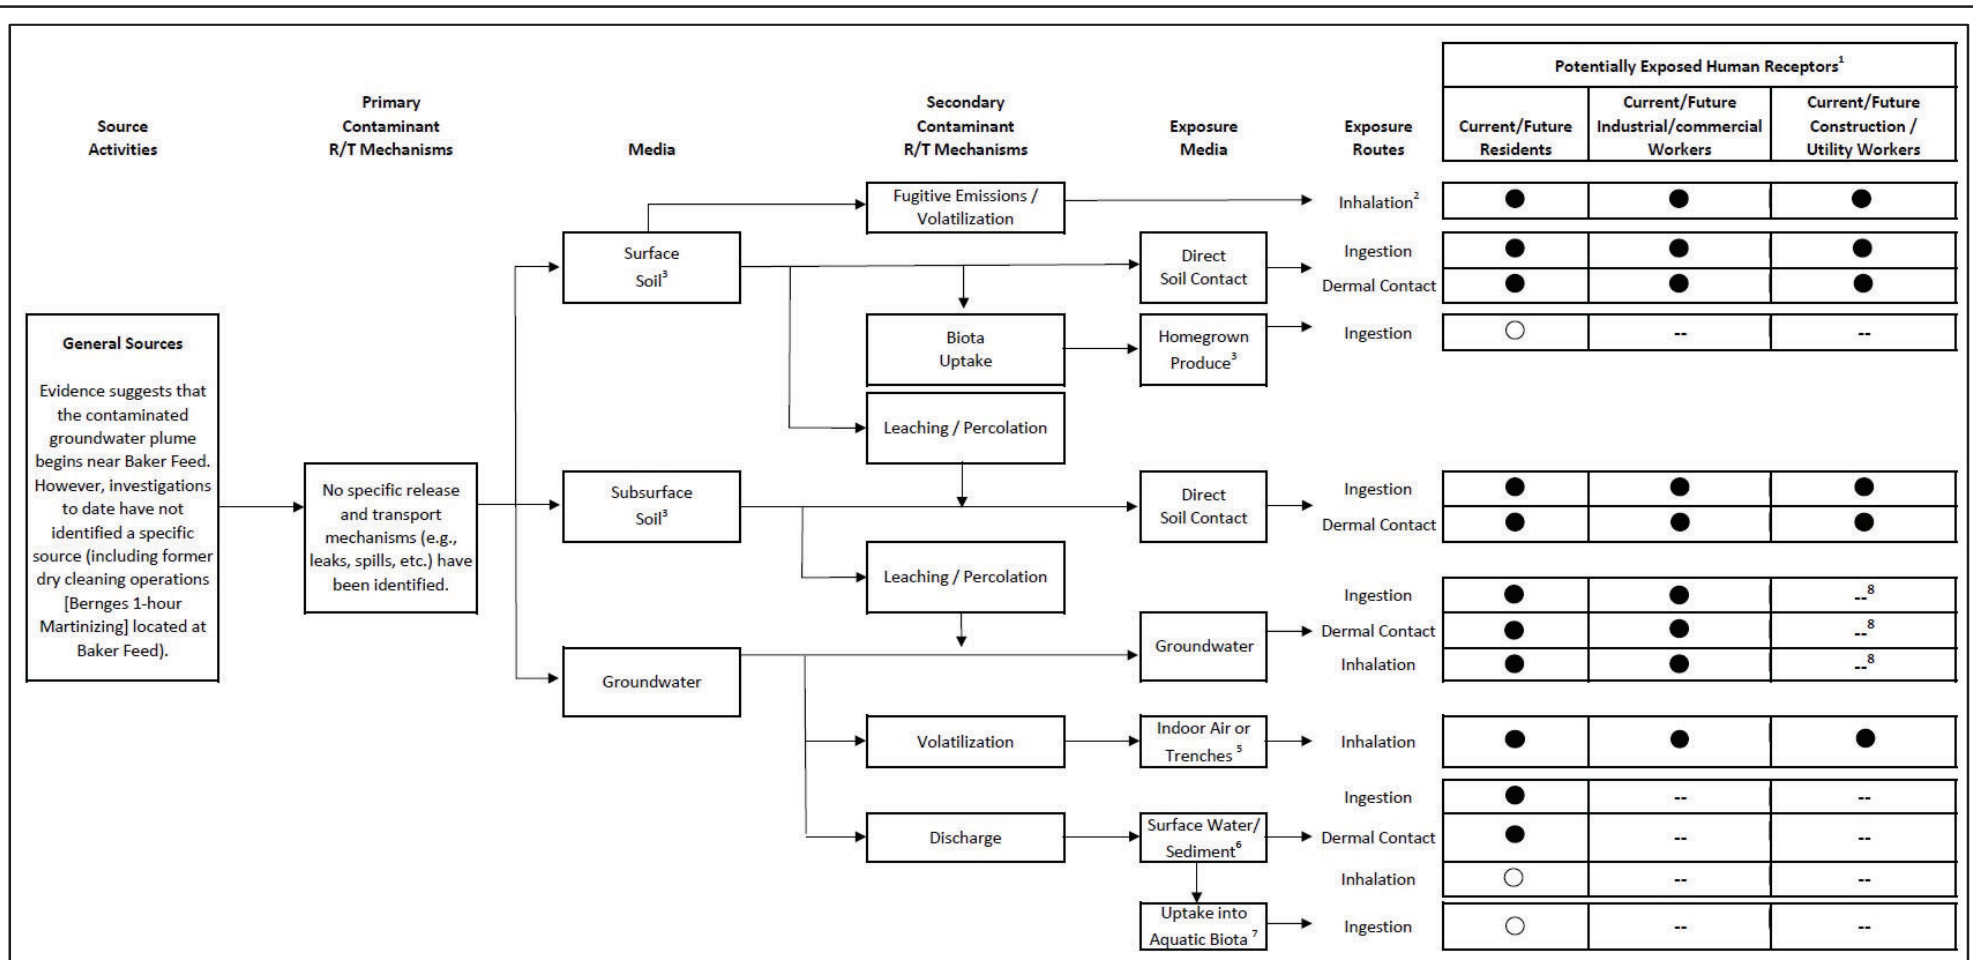 Potentially Exposed Human Receptors¹
Source
Activities
Primary
Contaminant
R/T Mechanisms
Media
Secondary
Contaminant
R/T Mechanisms
Exposure
Media
Exposure
Routes
Current/Future
Residents
Current/Future
Industrial/commercial
Workers
Current/Future
Construction /
Utility Workers
Fugitive Emissions /
Volatilization
Inhalation²
Surface
Soil³
Direct
Soil Contact
Ingestion
Dermal Contact
General Sources
Evidence suggests that
the contaminated
groundwater plume
begins near Baker Feed.
However, investigations
to date have not
identified a specific
source (including former
dry cleaning operations
[Bernges 1-hour
Martinizing] located at
Baker Feed).
Biota
Uptake
Homegrown
Produce³
Ingestion
-- --
Leaching / Percolation
No specific release
and transport
mechanisms (e.g.,
leaks, spills, etc.) have
been identified.
Subsurface
Soil³
Direct
Soil Contact
Ingestion
Dermal Contact
Leaching / Percolation
Groundwater
Groundwater
Ingestion
--⁸
Dermal Contact
--⁸
Inhalation
--⁸
Volatilization
Indoor Air or
Trenches ⁵
Inhalation
Discharge
Surface Water/
Sediment⁶
Ingestion
-- --
Dermal Contact
-- --
Inhalation
-- --
Uptake into
Aquatic Biota ⁷
Ingestion
-- --